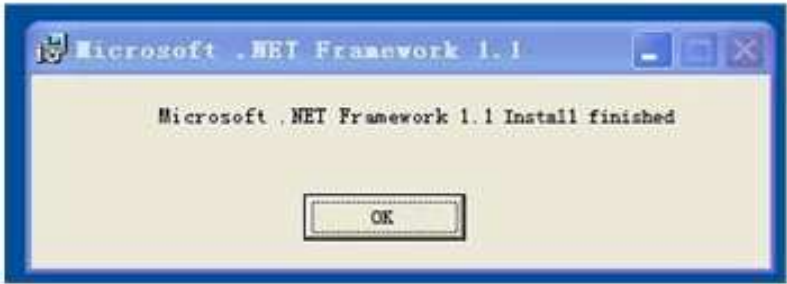 Microsoft .NET Framework 1.1
Microsoft .NET Framework 1.1 Install finished
OK